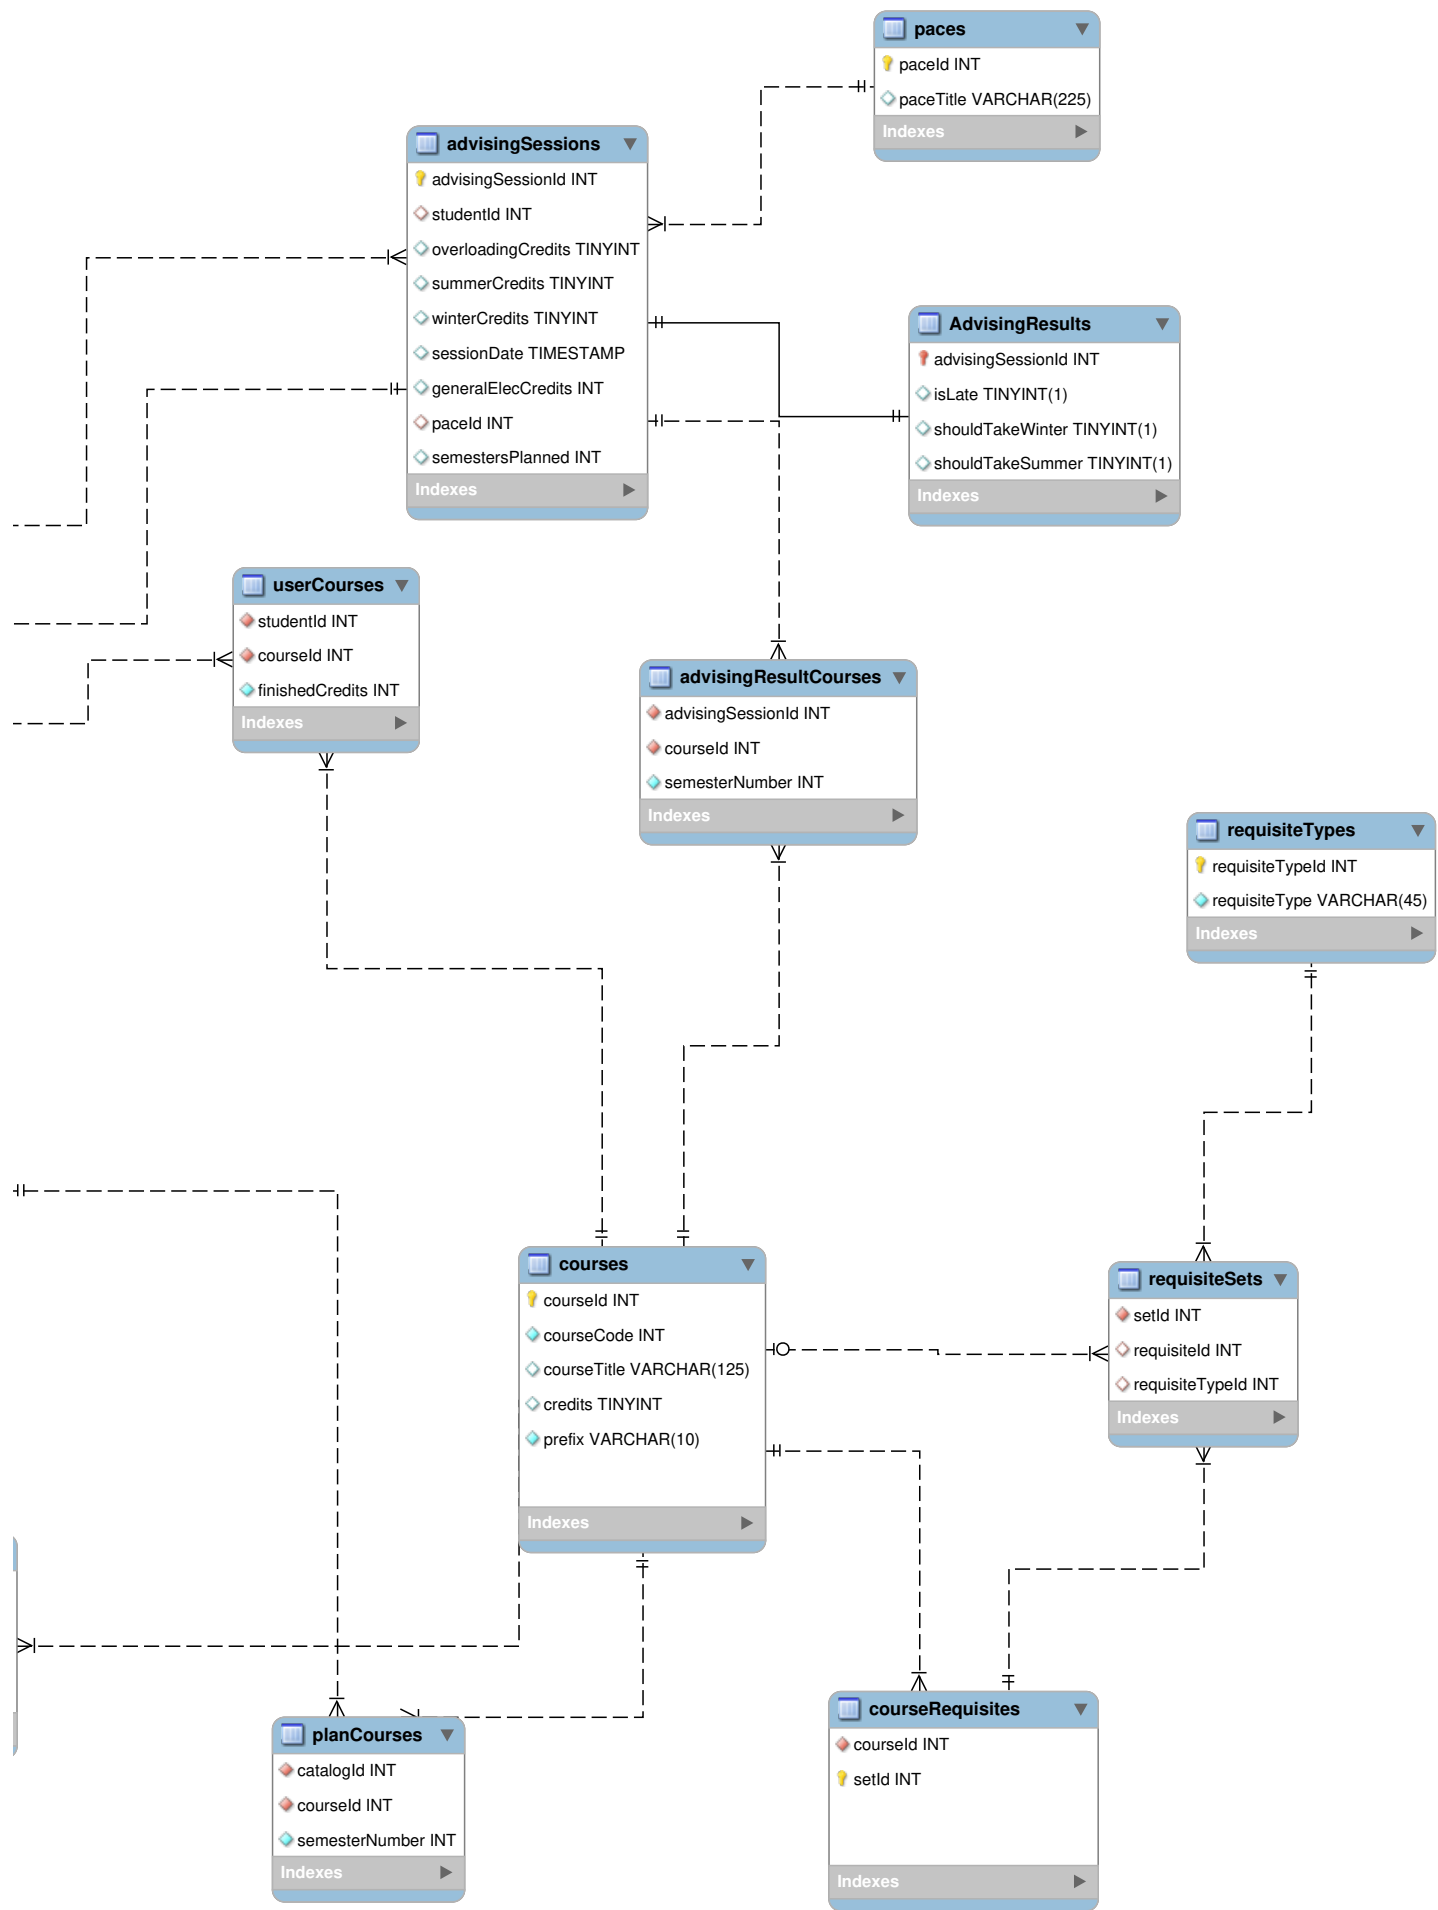 paces
paceId INT
paceTitle VARCHAR(225)
Indexes
advisingSessions
advisingSessionId INT
studentId INT
overloadingCredits TINYINT
summerCredits TINYINT
winterCredits TINYINT
sessionDate TIMESTAMP
generalElecCredits INT
paceId INT
semestersPlanned INT
Indexes
AdvisingResults
advisingSessionId INT
isLate TINYINT(1)
shouldTakeWinter TINYINT(1)
shouldTakeSummer TINYINT(1)
Indexes
userCourses
studentId INT
courseId INT
finishedCredits INT
Indexes
advisingResultCourses
advisingSessionId INT
courseId INT
semesterNumber INT
Indexes
requisiteTypes
requisiteTypeId INT
requisiteType VARCHAR(45)
Indexes
courses
courseId INT
courseCode INT
courseTitle VARCHAR(125)
credits TINYINT
prefix VARCHAR(10)
Indexes
requisiteSets
setId INT
requisiteId INT
requisiteTypeId INT
Indexes
courseRequisites
courseId INT
setId INT
Indexes
planCourses
catalogId INT
courseId INT
semesterNumber INT
Indexes